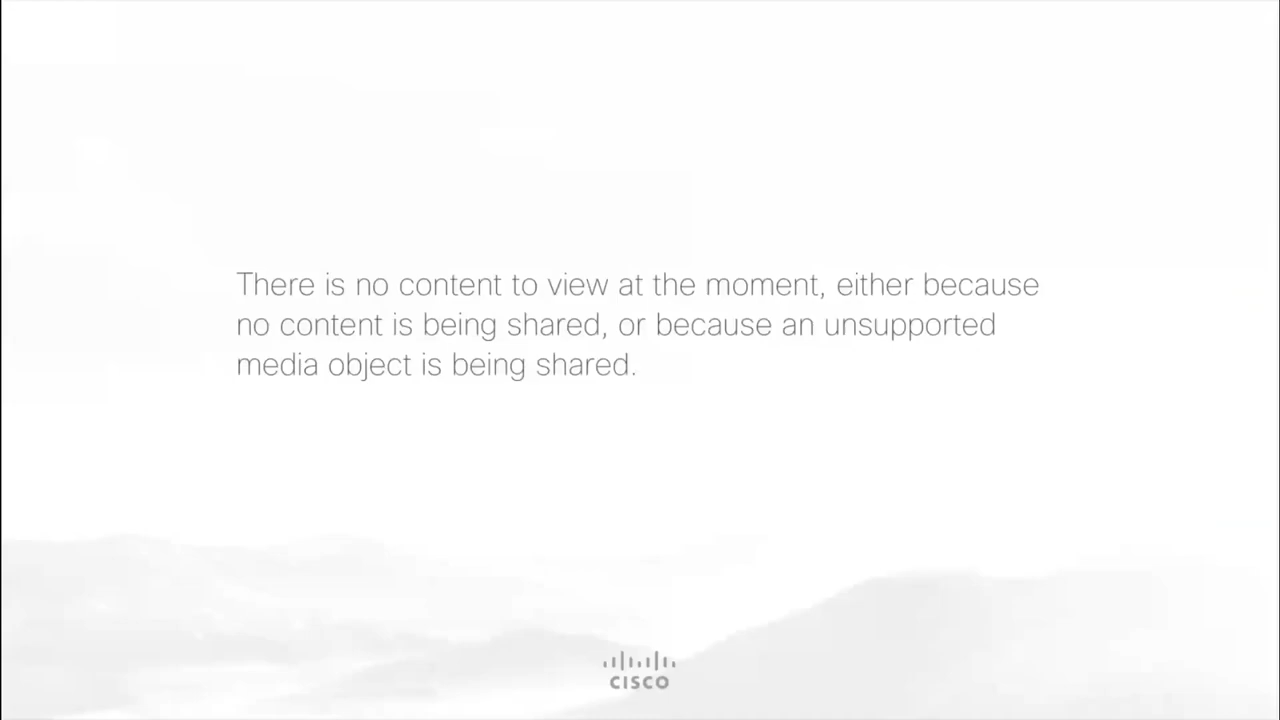 There is no content to view at the moment, either because
no content is being shared, or because an unsupported
media object is being shared.
CISCO